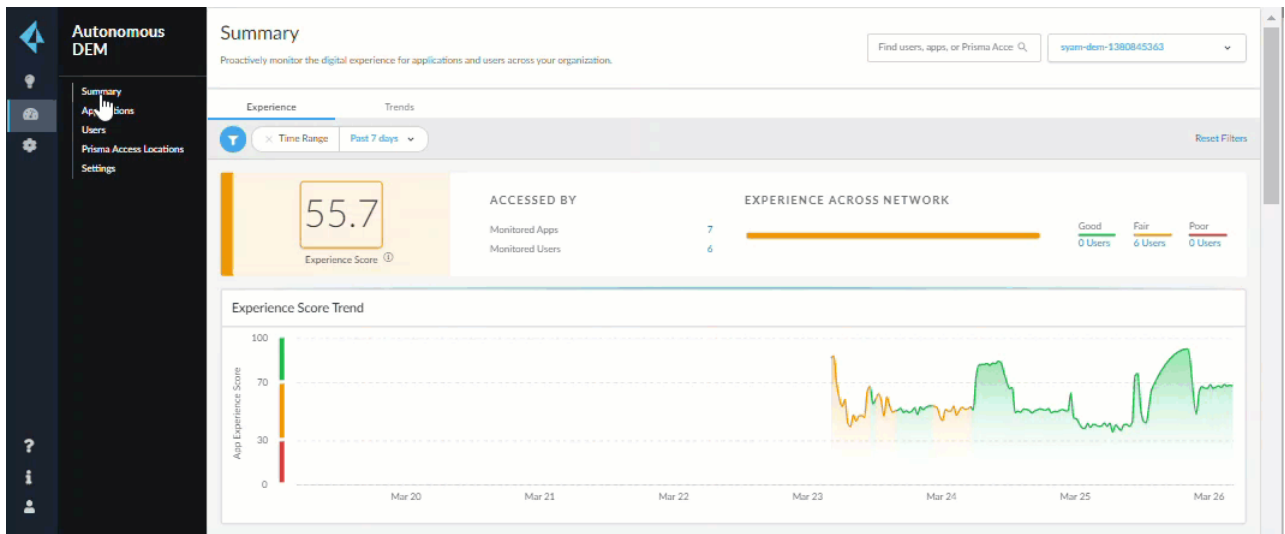 Autonomous
DEM
Summary
Users
Prisma Access Locations
Settings
Summary
Proactively monitor the digital experience for applications and users across your organization.
Find users, apps, or Prisma Acce
syam-dem-1380845363
Experience Trends
Time Range Past 7 days
Reset Filters
55.7
Experience Score
ACCESSED BY
Monitored Apps 7
Monitored Users 6
EXPERIENCE ACROSS NETWORK
Good Fair Poor
0 Users 6 Users 0 Users
Experience Score Trend
App Experience Score
100
70
30
0
Mar 20 Mar 21 Mar 22 Mar 23 Mar 24 Mar 25 Mar 26